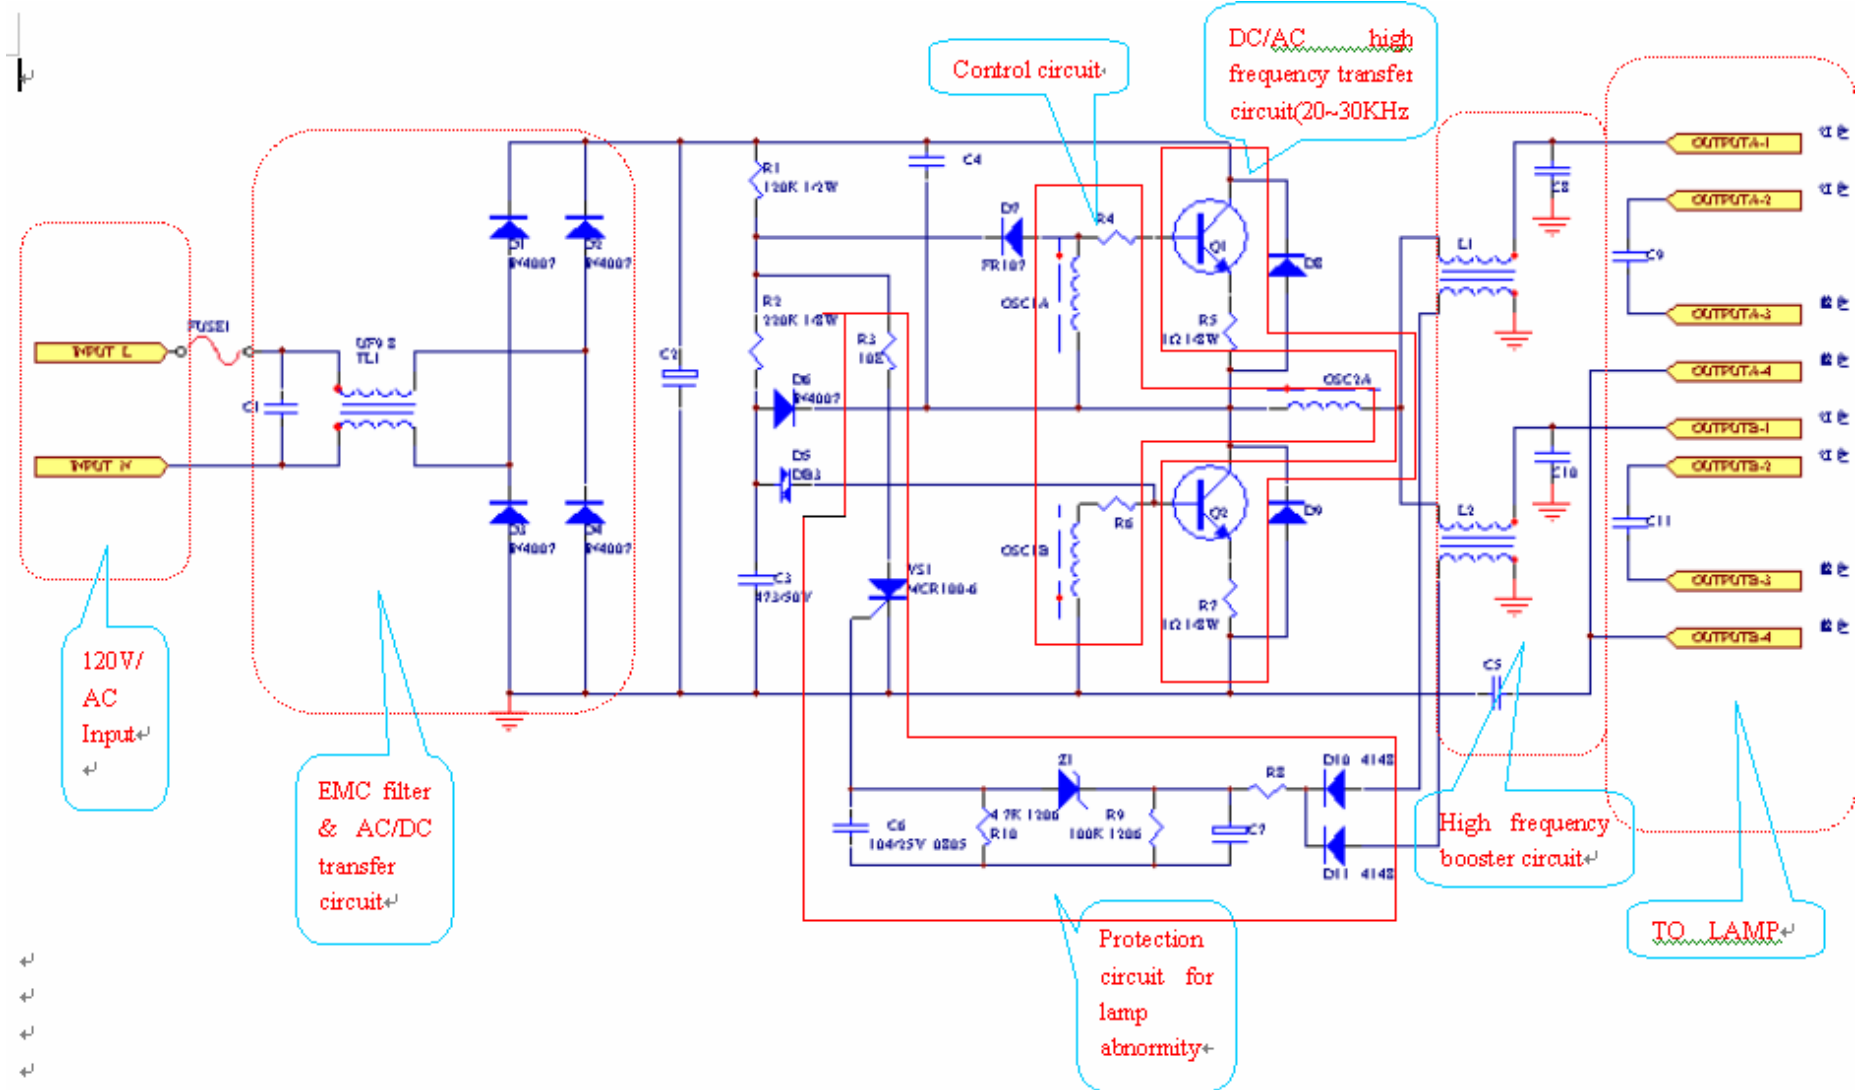 DC/AC high
frequency transfer
circuit(20~30KHz
Control circuit
C4
R1
120K 1/2W
D7
FR107
R4
Q1
D8
OSC1A
R5
1Ω 1/8W
OSC2A
L1
C8
C9
OUTPUTA-1
OUTPUTA-2
OUTPUTA-3
OUTPUTA-4
OUTPUTB-1
OUTPUTB-2
OUTPUTB-3
OUTPUTB-4
D1
IN4007
D2
IN4007
FUSE1
INPUT L
INPUT N
C1
TL1
C2
R2
220K 1/8W
R3
D6
IN4007
D5
DB3
D3
IN4007
D4
IN4007
C3
473/50V
VS1
MCR100-6
OSC1B
R6
Q2
D9
R7
1Ω 1/8W
L2
C10
C11
C5
120V/
AC
Input
EMC filter
& AC/DC
transfer
circuit
Z1
R8
D10 4148
C6
104/25V 0805
4.7K 1206
R10
R9
100K 1206
C7
D11 4148
High frequency
booster circuit
TO LAMP
Protection
circuit for
lamp
abnormity